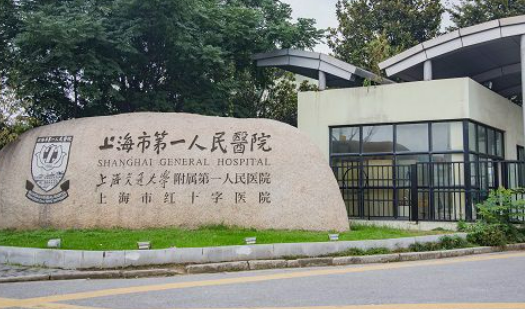 上海市第一人民醫院
SHANGHAI GENERAL HOSPITAL
上海交通大學附属第一人民医院
上海市红十字医院